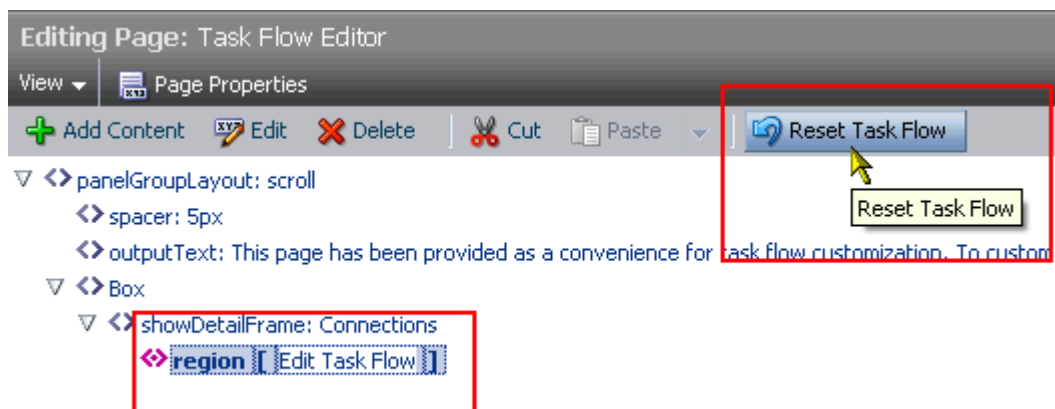 Editing Page: Task Flow Editor
View Page Properties
Add Content Edit Delete Cut Paste Reset Task Flow
Reset Task Flow
panelGroupLayout: scroll
spacer: 5px
outputText: This page has been provided as a convenience for task flow customization. To custom
Box
showDetailFrame: Connections
region [ Edit Task Flow ]